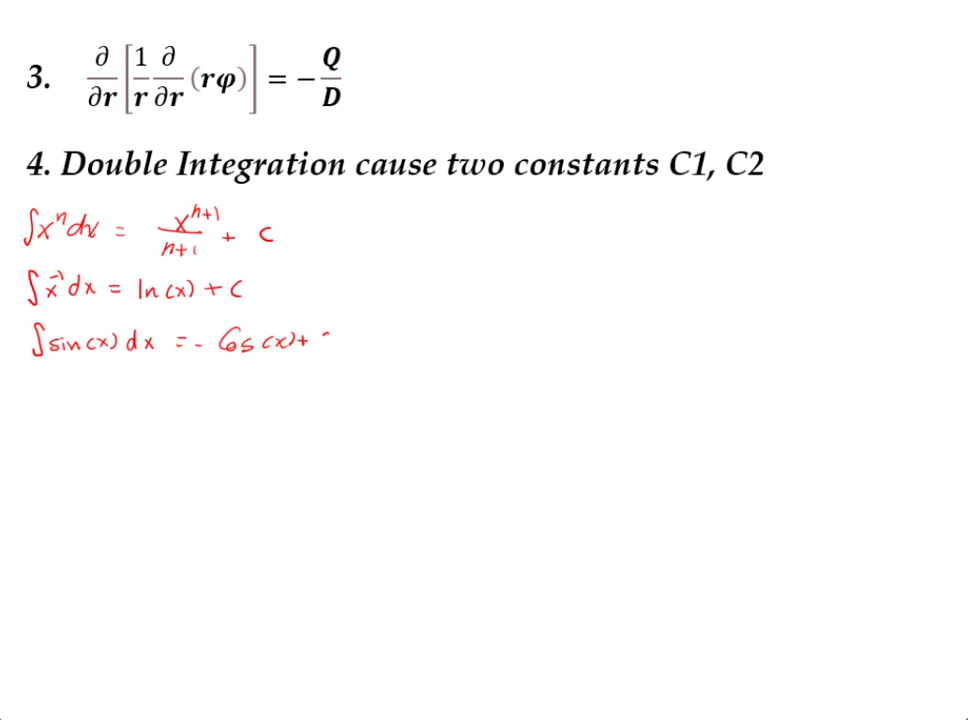 3. ∂/∂r [1/r ∂/∂r (rφ)] = − Q/D
4. Double Integration cause two constants C1, C2
∫xⁿdx = xⁿ⁺¹/n+1 + c
∫x⁻¹dx = ln(x) + c
∫sin(x) dx = - Cos(x)+